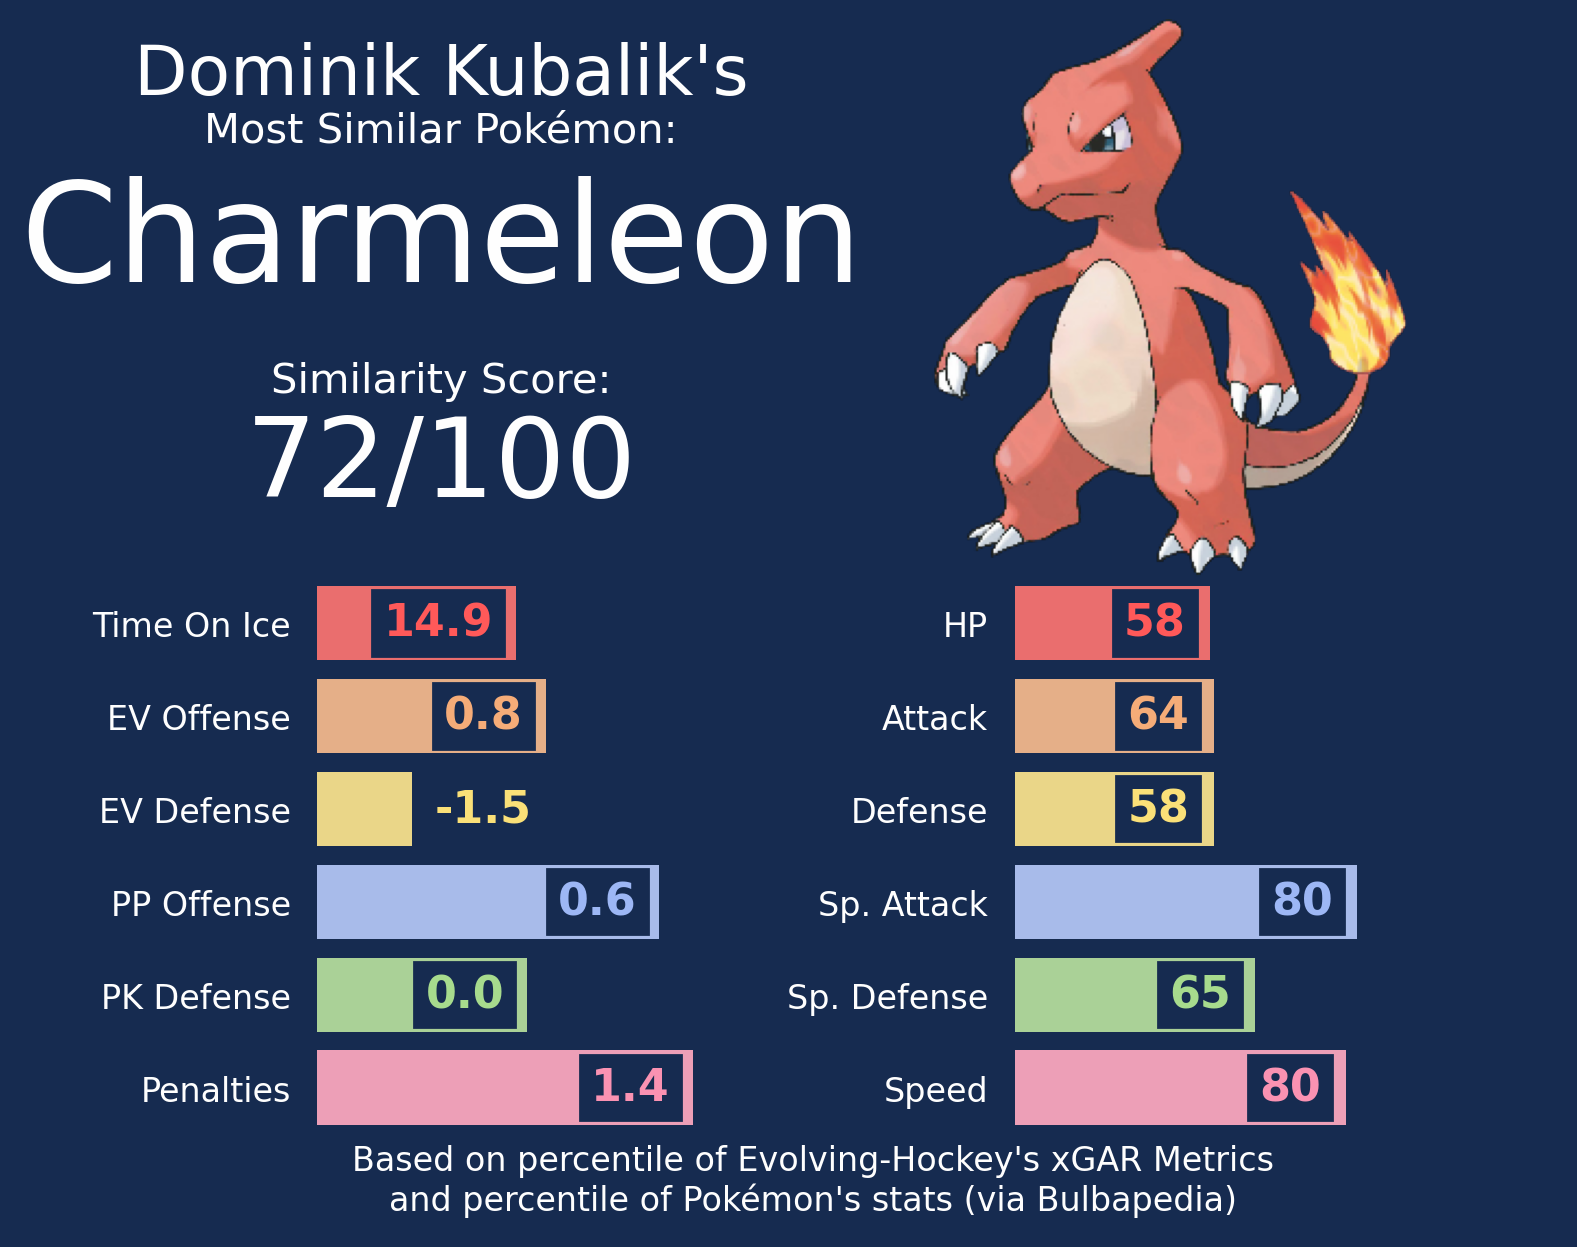 Dominik Kubalik's
Most Similar Pokémon:
Charmeleon
Similarity Score:
72/100
Time On Ice 14.9
EV Offense 0.8
EV Defense -1.5
PP Offense 0.6
PK Defense 0.0
Penalties 1.4
HP 58
Attack 64
Defense 58
Sp. Attack 80
Sp. Defense 65
Speed 80
Based on percentile of Evolving-Hockey's xGAR Metrics
and percentile of Pokémon's stats (via Bulbapedia)